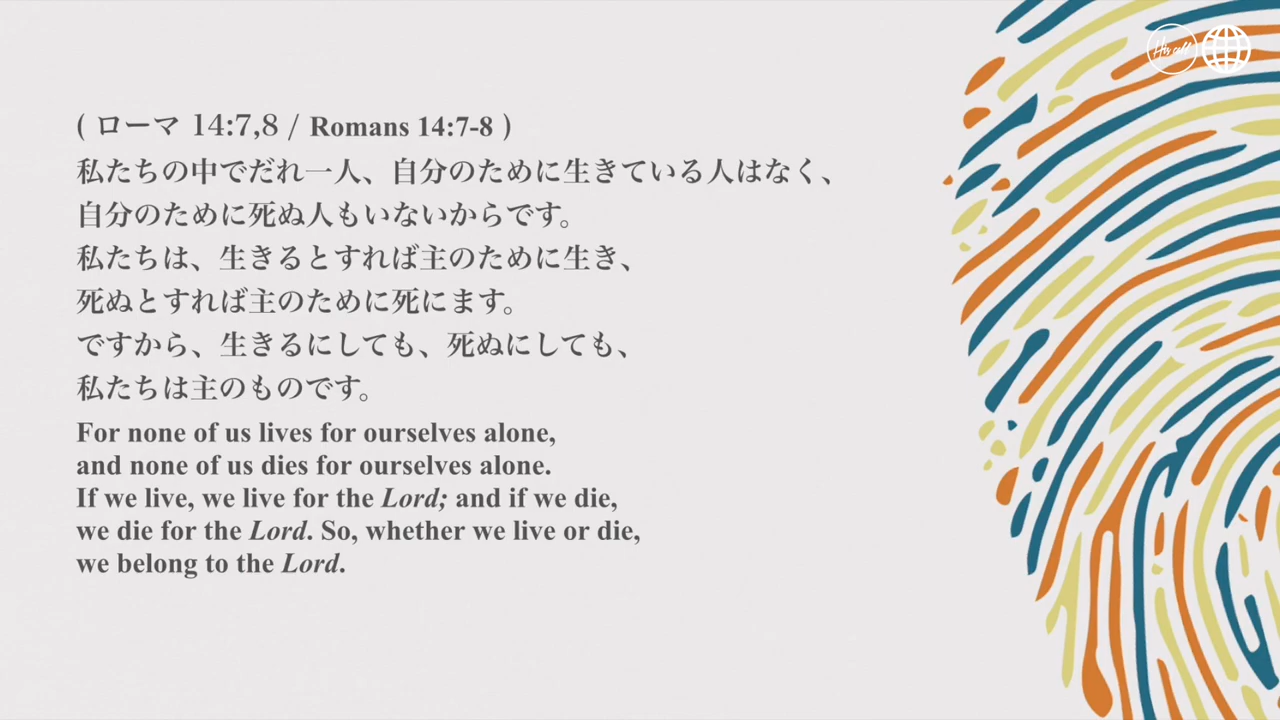 His call
( ローマ 14:7,8 / Romans 14:7-8 )
私たちの中でだれ一人、自分のために生きている人はなく、
自分のために死ぬ人もいないからです。
私たちは、生きるとすれば主のために生き、
死ぬとすれば主のために死にます。
ですから、生きるにしても、死ぬにしても、
私たちは主のものです。
For none of us lives for ourselves alone,
and none of us dies for ourselves alone.
If we live, we live for the Lord; and if we die,
we die for the Lord. So, whether we live or die,
we belong to the Lord.